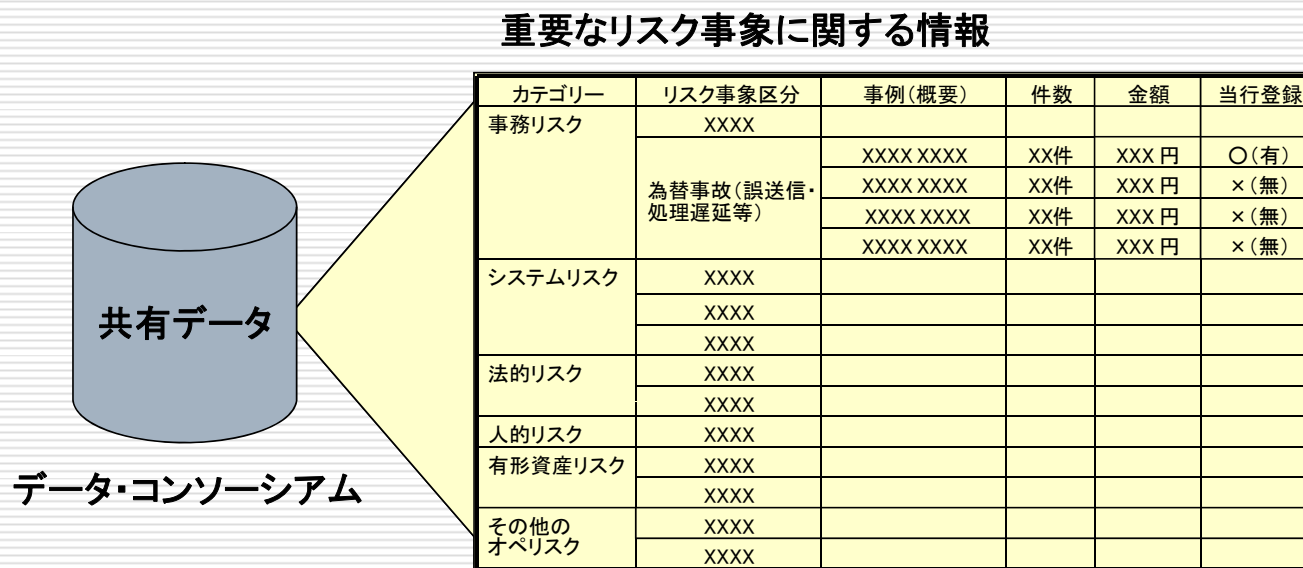 重要なリスク事象に関する情報
カテゴリー リスク事象区分 事例(概要) 件数 金額 当行登録
事務リスク XXXX
為替事故(誤送信・
処理遅延等)
XXXX XXXX XX件 XXX 円 〇(有)
XXXX XXXX XX件 XXX 円 ×(無)
XXXX XXXX XX件 XXX 円 ×(無)
XXXX XXXX XX件 XXX 円 ×(無)
システムリスク XXXX
XXXX
XXXX
法的リスク XXXX
XXXX
人的リスク XXXX
有形資産リスク XXXX
XXXX
その他の
オペリスク
XXXX
XXXX
共有データ
データ・コンソーシアム